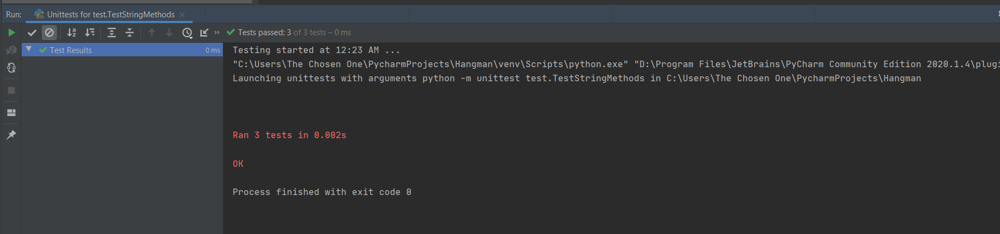 Run: Unittests for test.TestStringMethods
Tests passed: 3 of 3 tests – 0 ms
Test Results 0 ms
Testing started at 12:23 AM ...
"C:\Users\The Chosen One\PycharmProjects\Hangman\venv\Scripts\python.exe" "D:\Program Files\JetBrains\PyCharm Community Edition 2020.1.4\plugi
Launching unittests with arguments python -m unittest test.TestStringMethods in C:\Users\The Chosen One\PycharmProjects\Hangman
Ran 3 tests in 0.002s
OK
Process finished with exit code 0